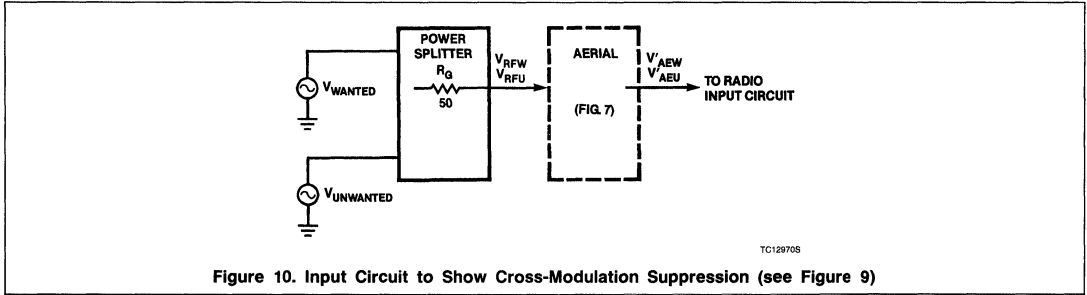 POWER
SPLITTER
R_G
50
V_WANTED
V_UNWANTED
V_RFW
V_RFU
AERIAL
(FIG. 7)
V'_AEW
V'_AEU
TO RADIO
INPUT CIRCUIT
TC12970S
Figure 10. Input Circuit to Show Cross-Modulation Suppression (see Figure 9)